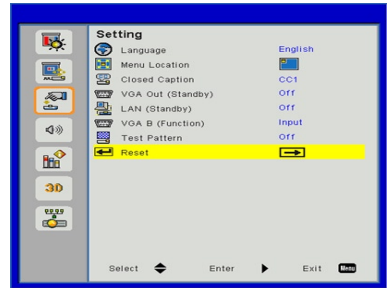 Setting
Language English
Menu Location
Closed Caption CC1
VGA Out (Standby) Off
LAN (Standby) Off
VGA B (Function) Input
Test Pattern Off
Reset
3D
Select Enter Exit Menu